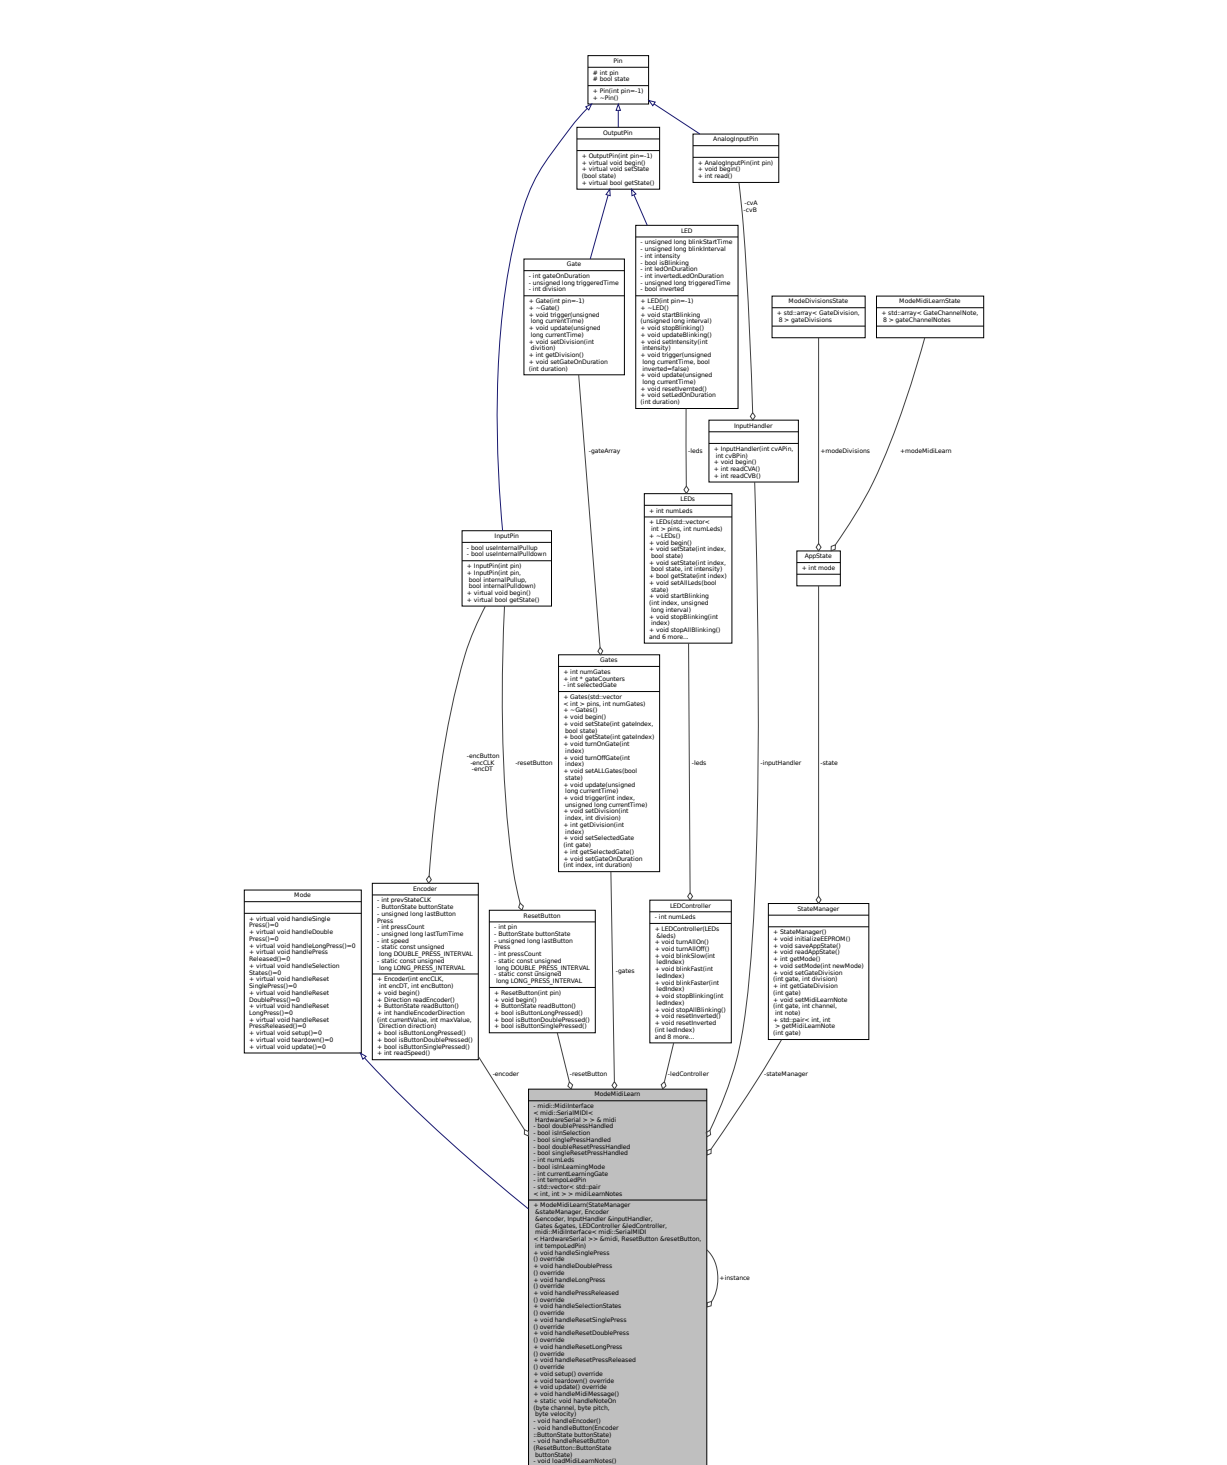 Pin
# int pin
# bool state
+ Pin(int pin=-1)
+ ~Pin()
OutputPin
+ OutputPin(int pin=-1)
+ virtual void begin()
+ virtual void setState
(bool state)
+ virtual bool getState()
AnalogInputPin
+ AnalogInputPin(int pin)
+ void begin()
+ int read()
-cvA
-cvB
LED
- unsigned long blinkStartTime
- unsigned long blinkInterval
- int intensity
- bool isBlinking
- int ledOnDuration
- int invertedLedOnDuration
- unsigned long triggeredTime
- bool inverted
+ LED(int pin=-1)
+ ~LED()
+ void startBlinking
(unsigned long interval)
+ void stopBlinking()
+ void updateBlinking()
+ void setIntensity(int
intensity)
+ void trigger(unsigned
long currentTime, bool
inverted=false)
+ void update(unsigned
long currentTime)
+ void resetIvernted()
+ void setLedOnDuration
(int duration)
Gate
- int gateOnDuration
- unsigned long triggeredTime
- int division
+ Gate(int pin=-1)
+ ~Gate()
+ void trigger(unsigned
long currentTime)
+ void update(unsigned
long currentTime)
+ void setDivision(int
divition)
+ int getDivision()
+ void setGateOnDuration
(int duration)
ModeDivisionsState
+ std::array< GateDivision,
8 > gateDivisions
ModeMidiLearnState
+ std::array< GateChannelNote,
8 > gateChannelNotes
InputHandler
+ InputHandler(int cvAPin,
int cvBPin)
+ void begin()
+ int readCVA()
+ int readCVB()
-gateArray
-leds
+modeDivisions
+modeMidiLearn
LEDs
+ int numLeds
+ LEDs(std::vector<
int > pins, int numLeds)
+ ~LEDs()
+ void begin()
+ void setState(int index,
bool state)
+ void setState(int index,
bool state, int intensity)
+ bool getState(int index)
+ void setAllLeds(bool
state)
+ void startBlinking
(int index, unsigned
long interval)
+ void stopBlinking(int
index)
+ void stopAllBlinking()
and 6 more...
InputPin
- bool useInternalPullup
- bool useInternalPulldown
+ InputPin(int pin)
+ InputPin(int pin,
bool internalPullup,
bool internalPulldown)
+ virtual void begin()
+ virtual bool getState()
AppState
+ int mode
Gates
+ int numGates
+ int * gateCounters
- int selectedGate
+ Gates(std::vector
< int > pins, int numGates)
+ ~Gates()
+ void begin()
+ void setState(int gateIndex,
bool state)
+ bool getState(int gateIndex)
+ void turnOnGate(int
index)
+ void turnOffGate(int
index)
+ void setALLGates(bool
state)
+ void update(unsigned
long currentTime)
+ void trigger(int index,
unsigned long currentTime)
+ void setDivision(int
index, int division)
+ int getDivision(int
index)
+ void setSelectedGate
(int gate)
+ int getSelectedGate()
+ void setGateOnDuration
(int index, int duration)
-encButton
-encCLK
-encDT
-resetButton
-leds
-inputHandler
-state
Mode
+ virtual void handleSingle
Press()=0
+ virtual void handleDouble
Press()=0
+ virtual void handleLongPress()=0
+ virtual void handlePress
Released()=0
+ virtual void handleSelection
States()=0
+ virtual void handleReset
SinglePress()=0
+ virtual void handleReset
DoublePress()=0
+ virtual void handleReset
LongPress()=0
+ virtual void handleReset
PressReleased()=0
+ virtual void setup()=0
+ virtual void teardown()=0
+ virtual void update()=0
Encoder
- int prevStateCLK
- ButtonState buttonState
- unsigned long lastButton
Press
- int pressCount
- unsigned long lastTurnTime
- int speed
- static const unsigned
long DOUBLE_PRESS_INTERVAL
- static const unsigned
long LONG_PRESS_INTERVAL
+ Encoder(int encCLK,
int encDT, int encButton)
+ void begin()
+ Direction readEncoder()
+ ButtonState readButton()
+ int handleEncoderDirection
(int currentValue, int maxValue,
Direction direction)
+ bool isButtonLongPressed()
+ bool isButtonDoublePressed()
+ bool isButtonSinglePressed()
+ int readSpeed()
ResetButton
- int pin
- ButtonState buttonState
- unsigned long lastButton
Press
- int pressCount
- static const unsigned
long DOUBLE_PRESS_INTERVAL
- static const unsigned
long LONG_PRESS_INTERVAL
+ ResetButton(int pin)
+ void begin()
+ ButtonState readButton()
+ bool isButtonLongPressed()
+ bool isButtonDoublePressed()
+ bool isButtonSinglePressed()
-gates
LEDController
- int numLeds
+ LEDController(LEDs
&leds)
+ void turnAllOn()
+ void turnAllOff()
+ void blinkSlow(int
ledIndex)
+ void blinkFast(int
ledIndex)
+ void blinkFaster(int
ledIndex)
+ void stopBlinking(int
ledIndex)
+ void stopAllBlinking()
+ void resetInverted()
+ void resetInverted
(int ledIndex)
and 8 more...
StateManager
+ StateManager()
+ void initializeEEPROM()
+ void saveAppState()
+ void readAppState()
+ int getMode()
+ void setMode(int newMode)
+ void setGateDivision
(int gate, int division)
+ int getGateDivision
(int gate)
+ void setMidiLearnNote
(int gate, int channel,
int note)
+ std::pair< int, int
> getMidiLearnNote
(int gate)
-encoder
-resetButton
-ledController
-stateManager
ModeMidiLearn
- midi::MidiInterface
< midi::SerialMIDI<
HardwareSerial > > & midi
- bool doublePressHandled
- bool isInSelection
- bool singlePressHandled
- bool doubleResetPressHandled
- bool singleResetPressHandled
- int numLeds
- bool isInLearningMode
- int currentLearningGate
- int tempoLedPin
- std::vector< std::pair
< int, int > > midiLearnNotes
+ ModeMidiLearn(StateManager
&stateManager, Encoder
&encoder, InputHandler &inputHandler,
Gates &gates, LEDController &ledController,
midi::MidiInterface< midi::SerialMIDI
< HardwareSerial >> &midi, ResetButton &resetButton,
int tempoLedPin)
+ void handleSinglePress
() override
+ void handleDoublePress
() override
+ void handleLongPress
() override
+ void handlePressReleased
() override
+ void handleSelectionStates
() override
+ void handleResetSinglePress
() override
+ void handleResetDoublePress
() override
+ void handleResetLongPress
() override
+ void handleResetPressReleased
() override
+ void setup() override
+ void teardown() override
+ void update() override
+ void handleMidiMessage()
+ static void handleNoteOn
(byte channel, byte pitch,
byte velocity)
- void handleEncoder()
- void handleButton(Encoder
::ButtonState buttonState)
- void handleResetButton
(ResetButton::ButtonState
buttonState)
- void loadMidiLearnNotes()
+instance